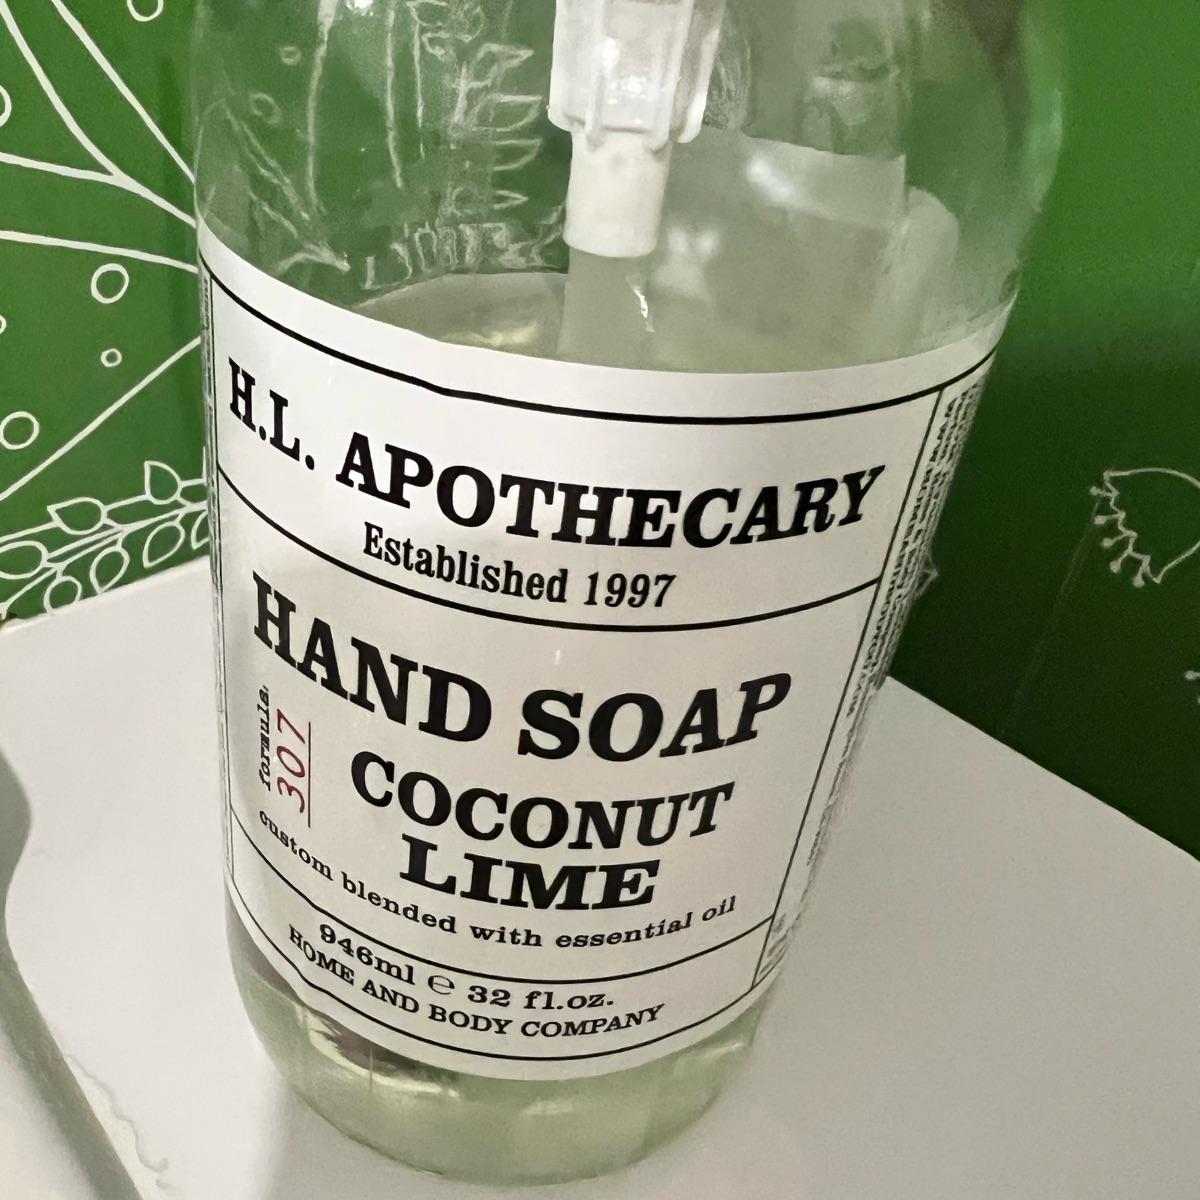 H.L. APOTHECARY
Established 1997
HAND SOAP
formula.
307
COCONUT
LIME
custom blended with essential oil
946ml ℮ 32 fl.oz.
HOME AND BODY COMPANY